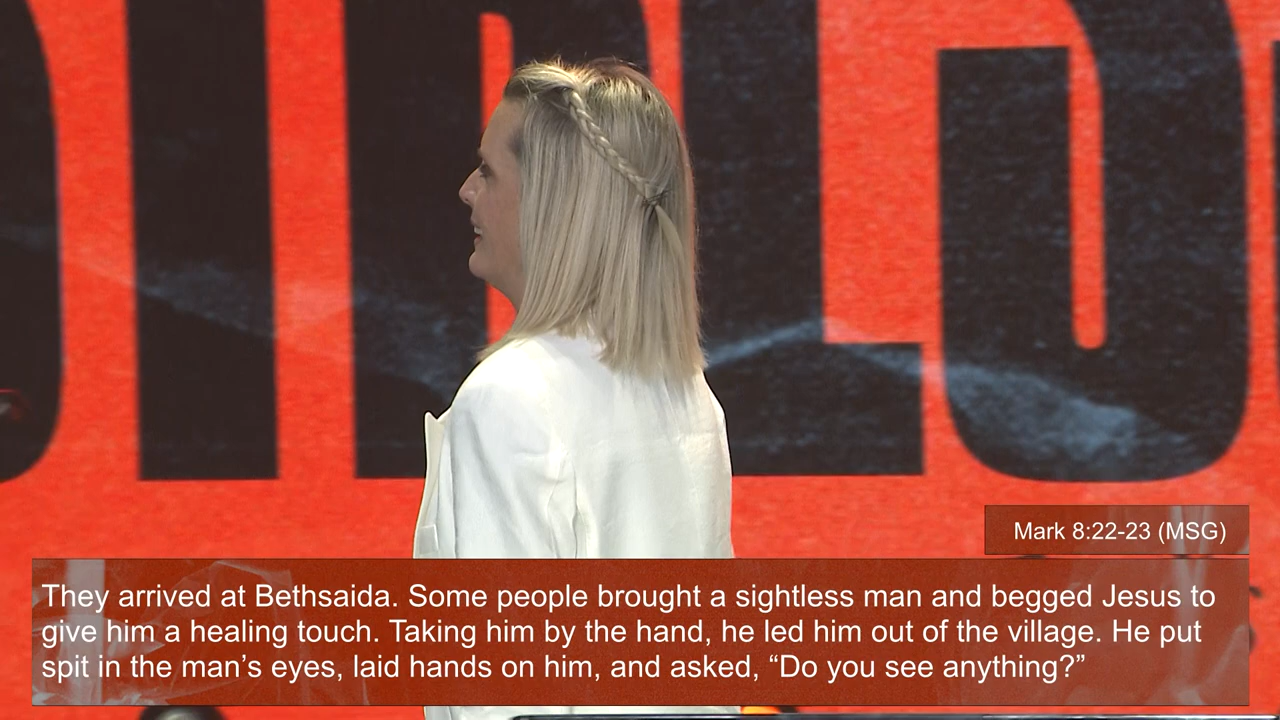 Mark 8:22-23 (MSG)
They arrived at Bethsaida. Some people brought a sightless man and begged Jesus to
give him a healing touch. Taking him by the hand, he led him out of the village. He put
spit in the man’s eyes, laid hands on him, and asked, “Do you see anything?”